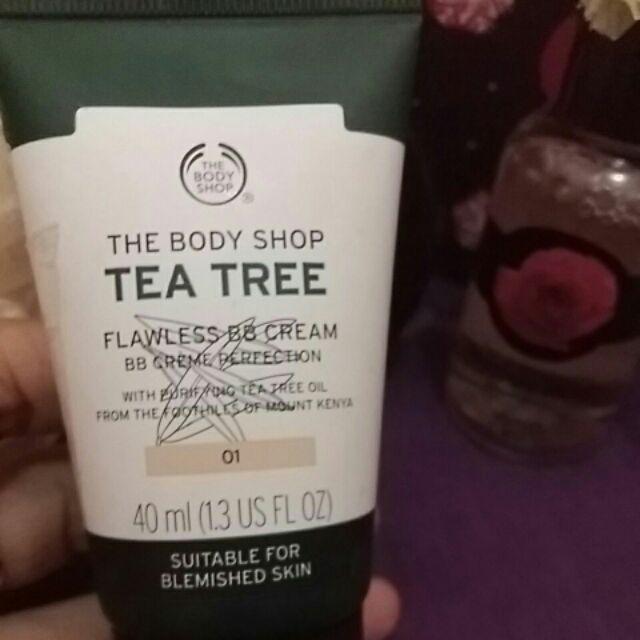 THE
BODY
SHOP
®
THE BODY SHOP
TEA TREE
FLAWLESS BB CREAM
BB CRÈME PERFECTION
WITH PURIFYING TEA TREE OIL
FROM THE FOOTHILLS OF MOUNT KENYA
01
40 ml (1.3 US FL OZ)
SUITABLE FOR
BLEMISHED SKIN